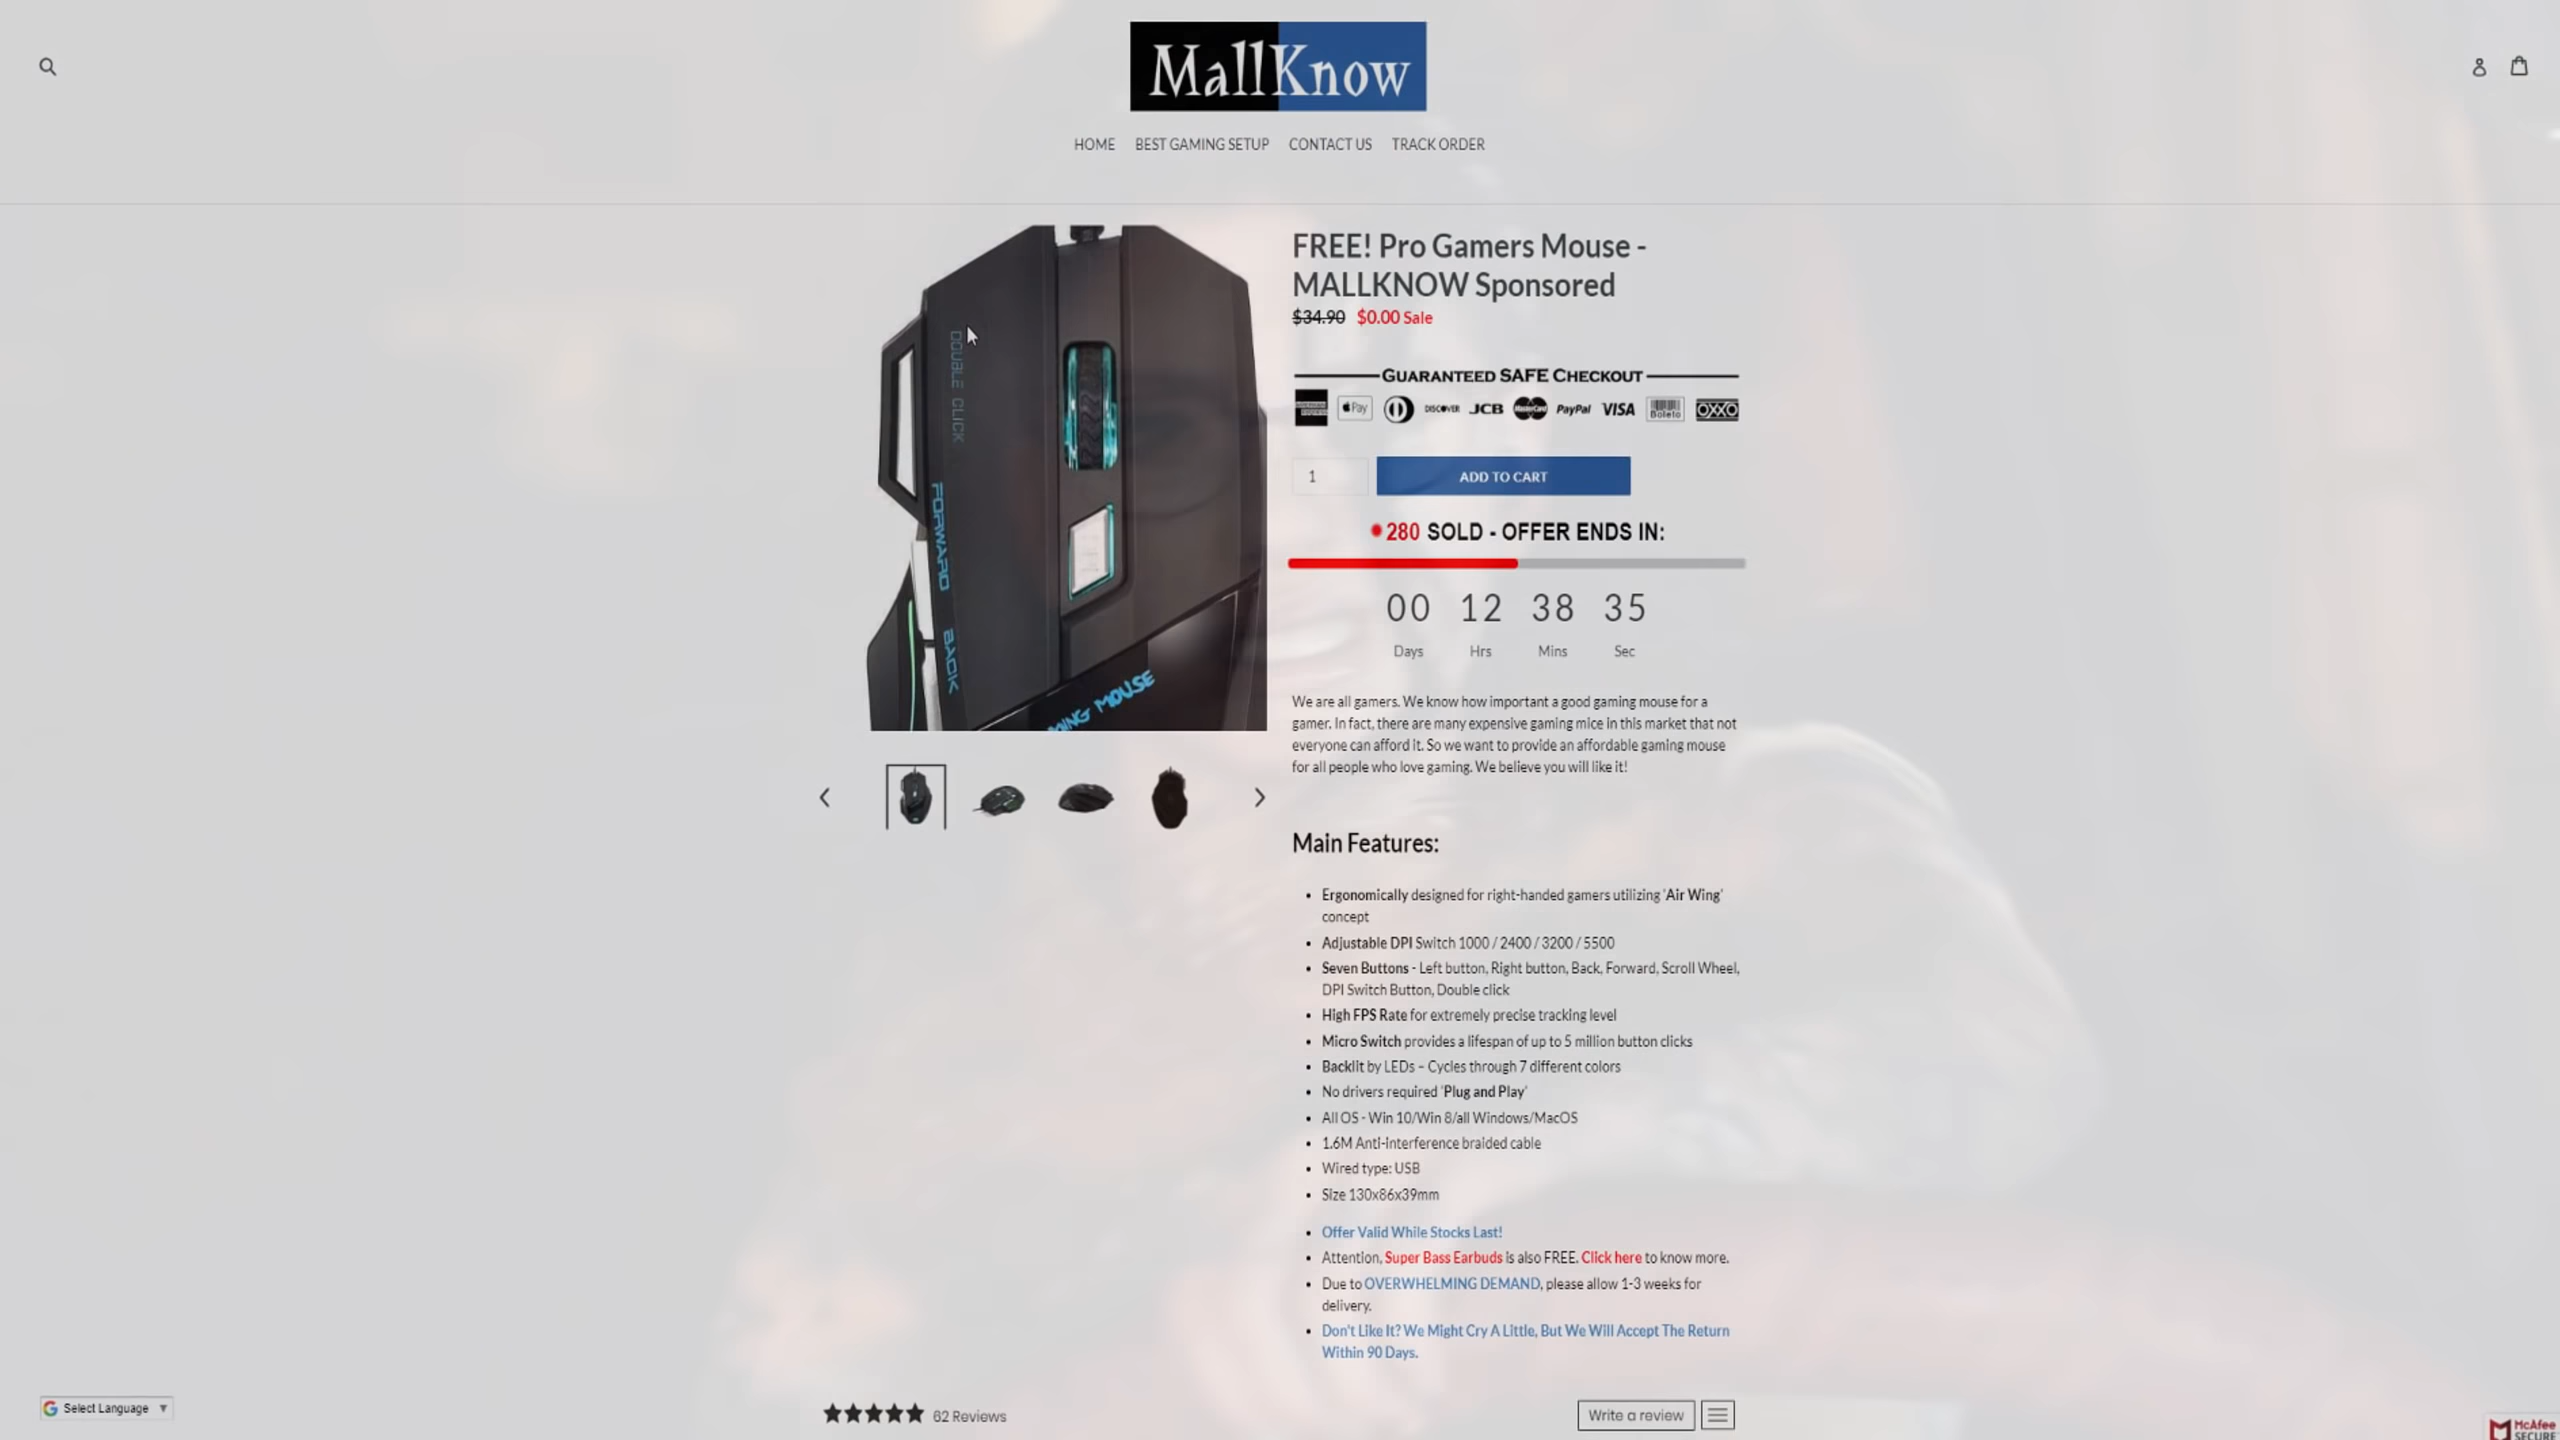 MallKnow
HOME BEST GAMING SETUP CONTACT US TRACK ORDER
DOUBLE CLICK
FORWARD
BACK
MOUSE
FREE! Pro Gamers Mouse -
MALLKNOW Sponsored
$34.90 $0.00 Sale
GUARANTEED SAFE CHECKOUT
Pay DISCOVER JCB MasterCard PayPal VISA Boleto OXXO
1 ADD TO CART
280 SOLD - OFFER ENDS IN:
00 12 38 35
Days Hrs Mins Sec
We are all gamers. We know how important a good gaming mouse for a
gamer. In fact, there are many expensive gaming mice in this market that not
everyone can afford it. So we want to provide an affordable gaming mouse
for all people who love gaming. We believe you will like it!
Main Features:
• Ergonomically designed for right-handed gamers utilizing 'Air Wing'
concept
• Adjustable DPI Switch 1000 / 2400 / 3200 / 5500
• Seven Buttons - Left button, Right button, Back, Forward, Scroll Wheel,
DPI Switch Button, Double click
• High FPS Rate for extremely precise tracking level
• Micro Switch provides a lifespan of up to 5 million button clicks
• Backlit by LEDs – Cycles through 7 different colors
• No drivers required 'Plug and Play'
• All OS - Win 10/Win 8/all Windows/MacOS
• 1.6M Anti-interference braided cable
• Wired type: USB
• Size 130x86x39mm
• Offer Valid While Stocks Last!
• Attention, Super Bass Earbuds is also FREE. Click here to know more.
• Due to OVERWHELMING DEMAND, please allow 1-3 weeks for
delivery.
• Don't Like It? We Might Cry A Little, But We Will Accept The Return
Within 90 Days.
Select Language ▼
62 Reviews
Write a review
McAfee
SECURE